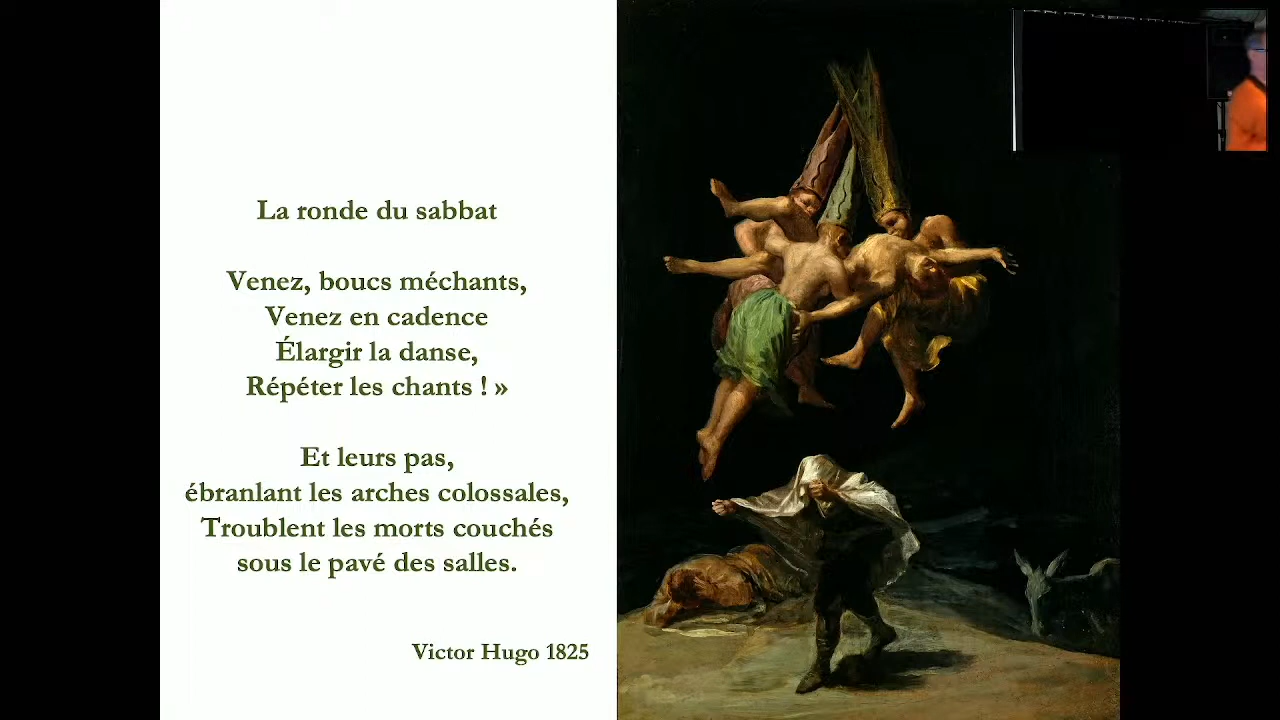 La ronde du sabbat
Venez, boucs méchants,
Venez en cadence
Élargir la danse,
Répéter les chants ! »
Et leurs pas,
ébranlant les arches colossales,
Troublent les morts couchés
sous le pavé des salles.
Victor Hugo 1825